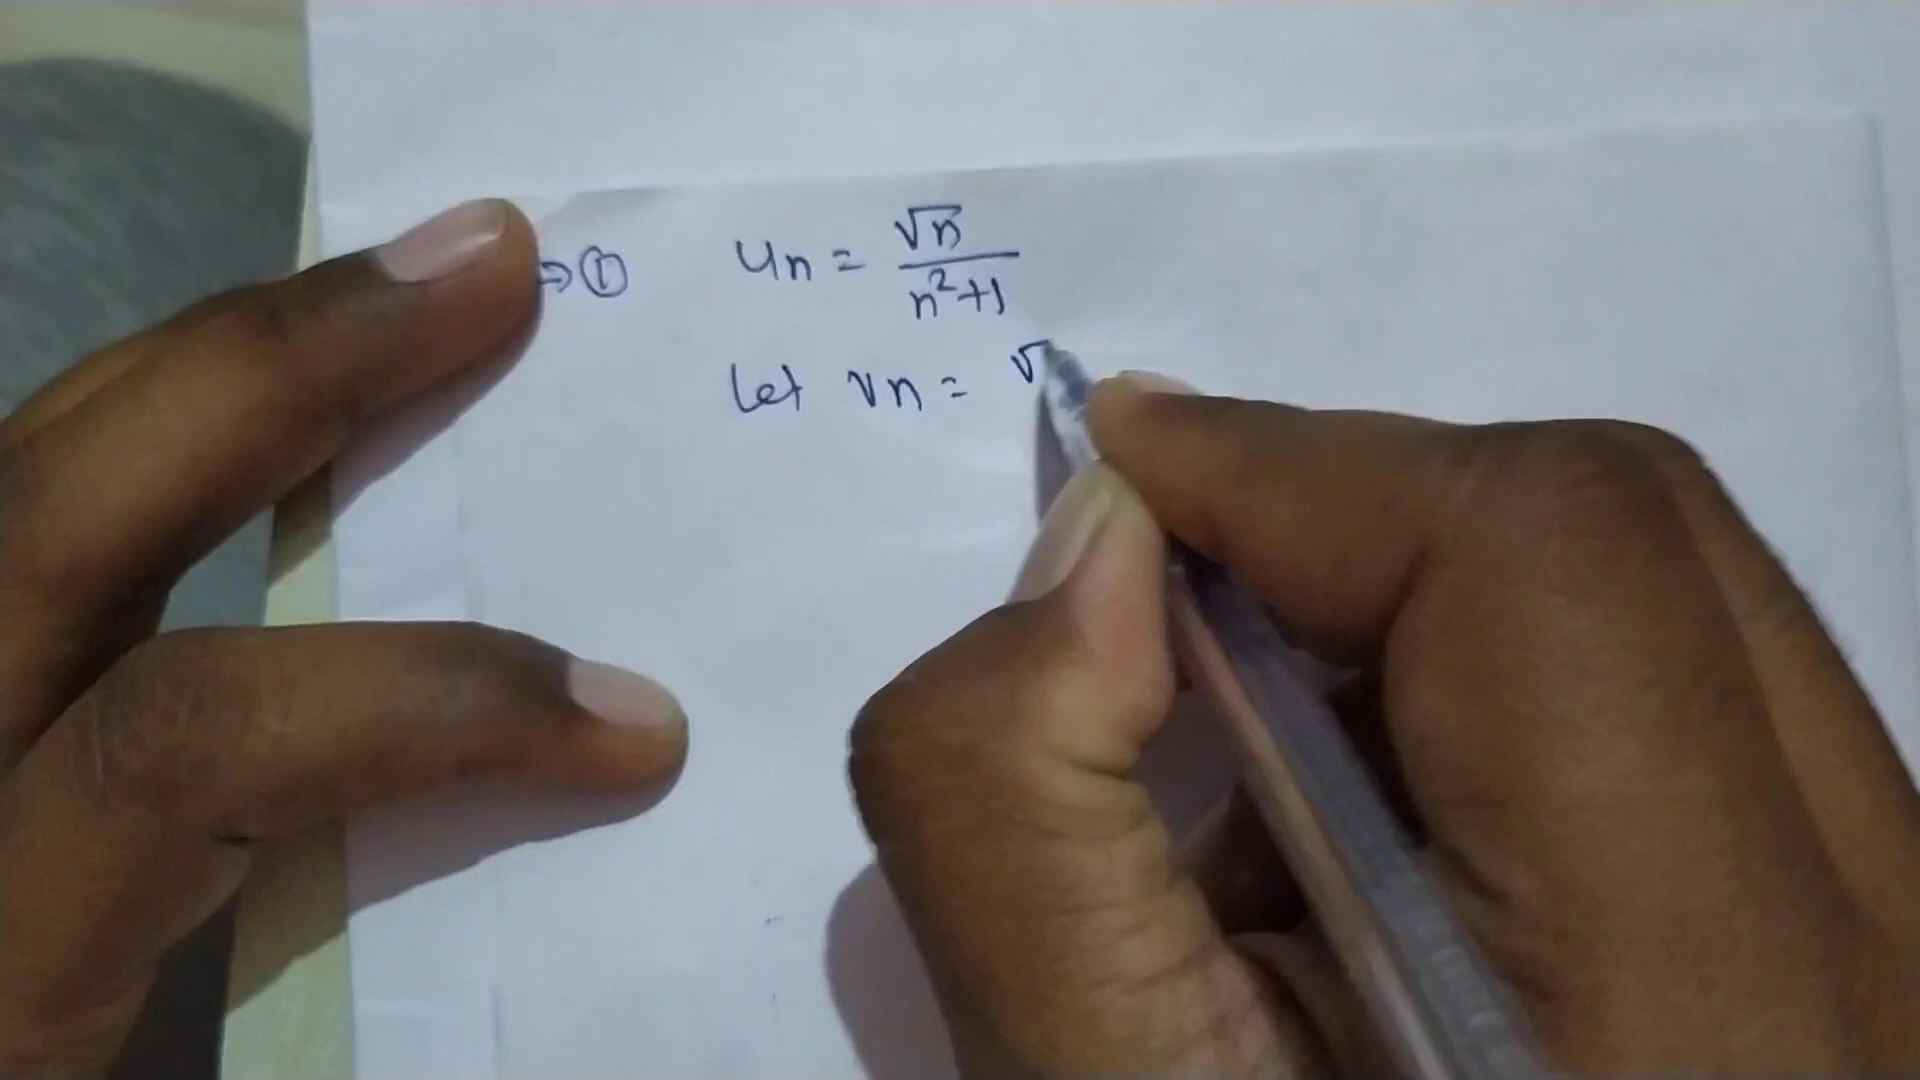 ⇒ ① un = √n / n²+1
let vn = √